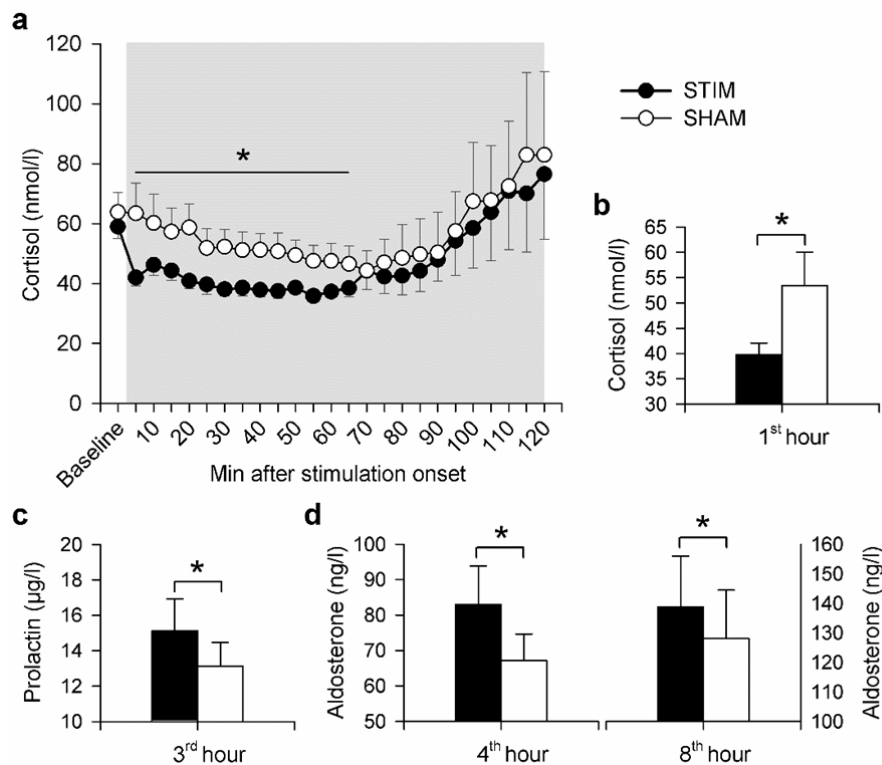 a
120
100
80
60
40
20
0
Cortisol (nmol/l)
*
Baseline 10 20 30 40 50 60 70 80 90 100 110 120
Min after stimulation onset
STIM
SHAM
b
65
60
55
50
45
40
35
30
Cortisol (nmol/l)
*
1st hour
c
20
18
16
14
12
10
Prolactin (µg/l)
*
3rd hour
d
100
90
80
70
60
50
Aldosterone (ng/l)
*
4th hour
*
8th hour
160
150
140
130
120
110
100
Aldosterone (ng/l)